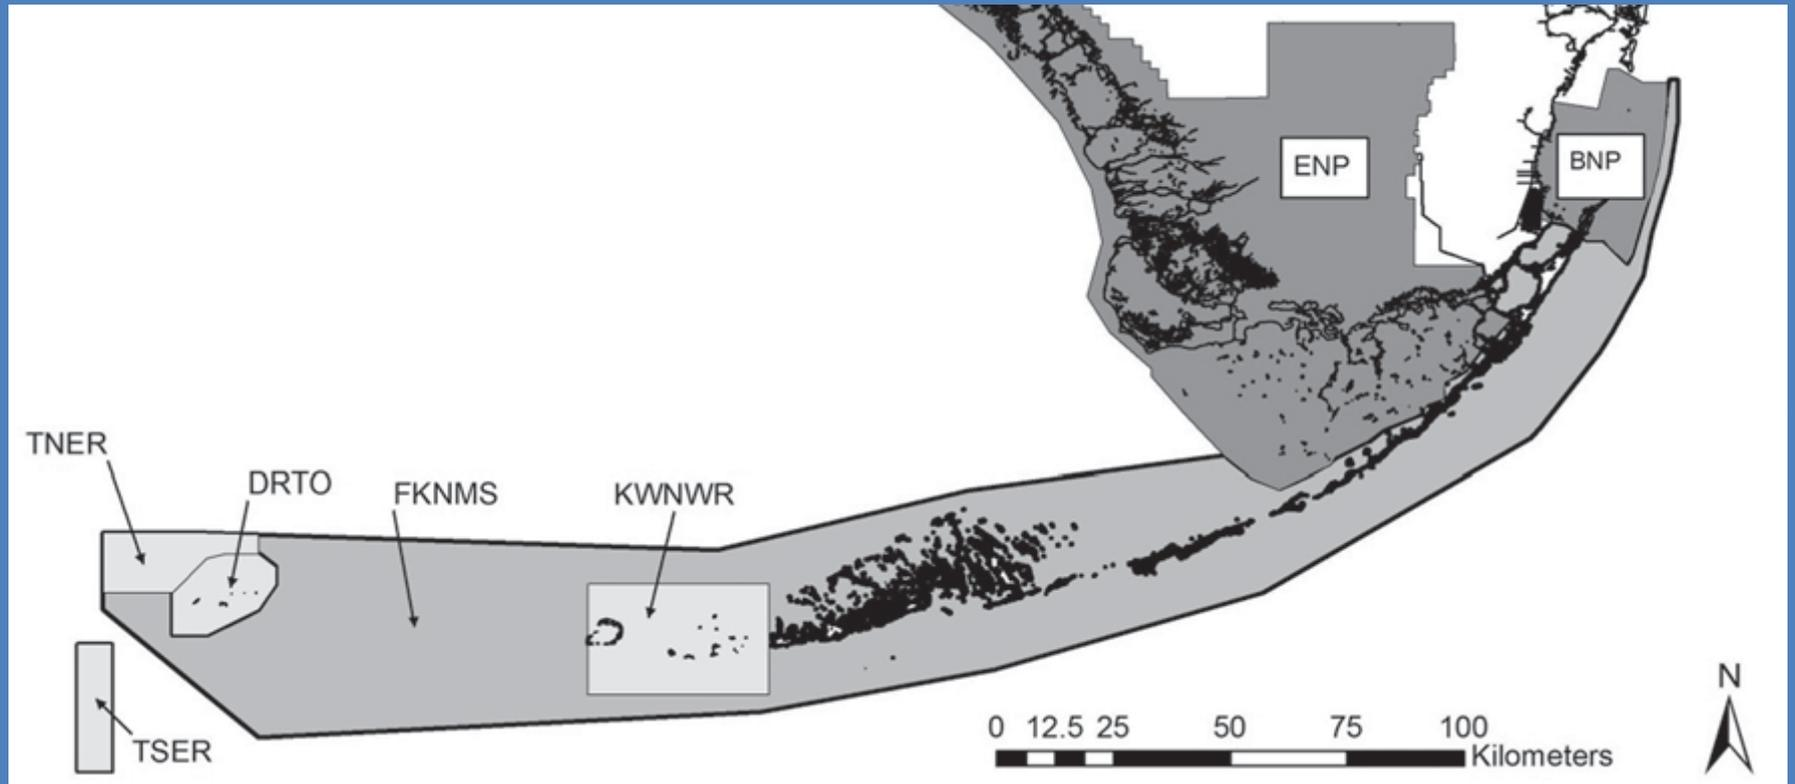 ENP
BNP
TNER
DRTO
FKNMS
KWNWR
TSER
N
0 12.5 25 50 75 100
Kilometers